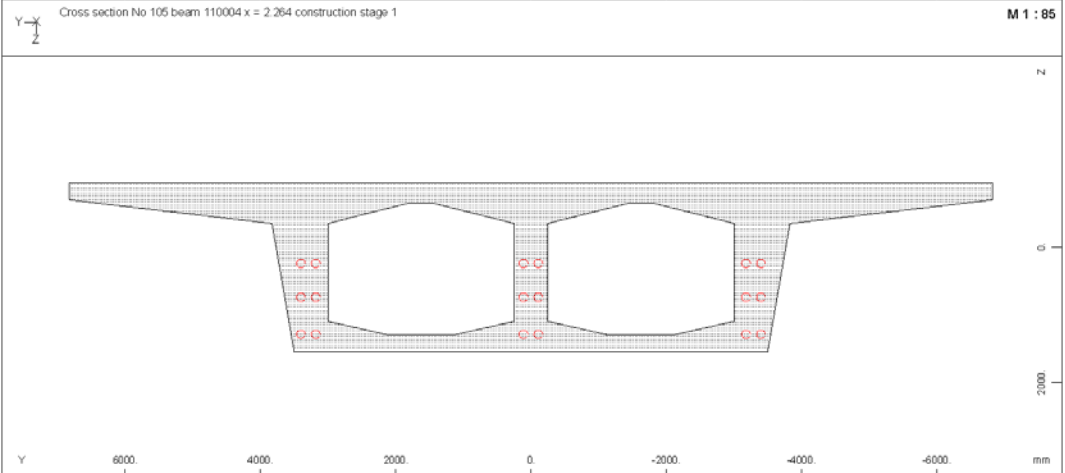 Cross section No 105 beam 110004 x = 2.264 construction stage 1
M 1 : 85
Y X
Z
Z
0.
2000.
Y 6000. 4000. 2000. 0. -2000. -4000. -6000. mm